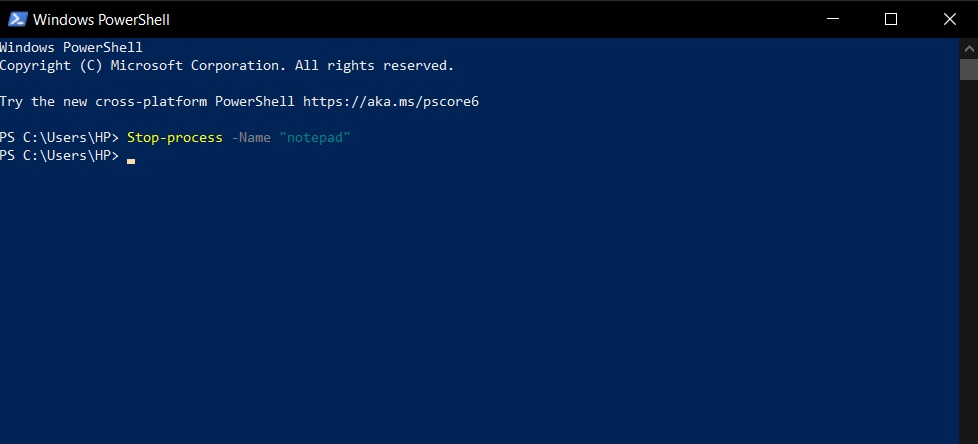 Windows PowerShell
Windows PowerShell
Copyright (C) Microsoft Corporation. All rights reserved.
Try the new cross-platform PowerShell https://aka.ms/pscore6
PS C:\Users\HP> Stop-process -Name "notepad"
PS C:\Users\HP>